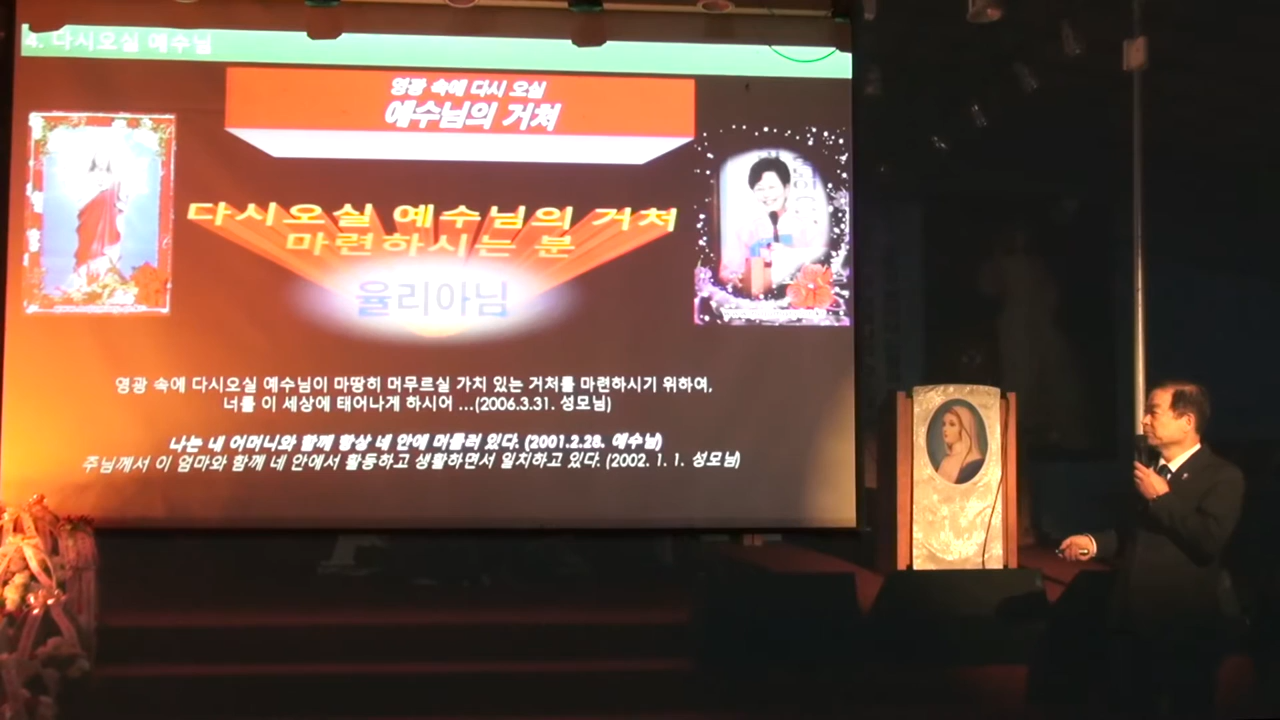 4. 다시오실 예수님
영광 속에 다시 오실
예수님의 거처
다시오실 예수님의 거처
마련하시는 분
율리아님
영광 속에 다시오실 예수님이 마땅히 머무르실 가치 있는 거처를 마련하시기 위하여,
너를 이 세상에 태어나게 하시어 ...(2006.3.31. 성모님)
나는 내 어머니와 함께 항상 네 안에 머물러 있다. (2001.2.28. 예수님)
주님께서 이 엄마와 함께 네 안에서 활동하고 생활하면서 일치하고 있다. (2002. 1. 1. 성모님)